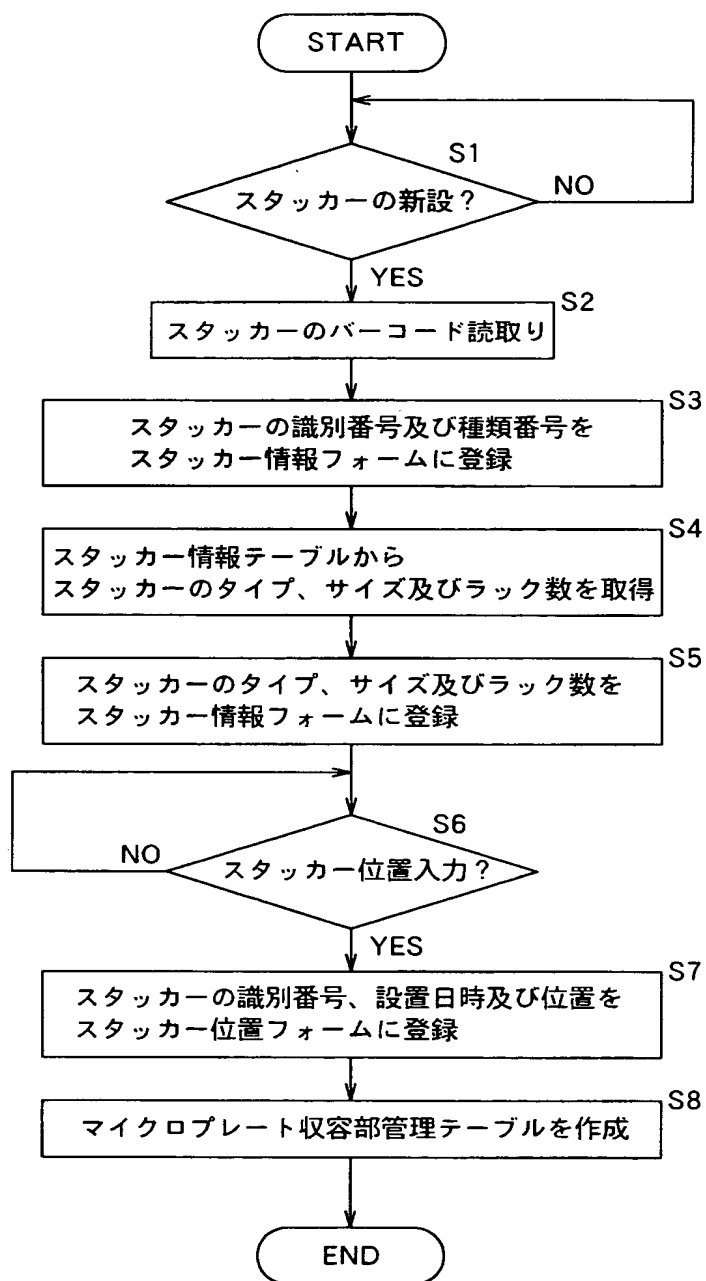 START
S1
スタッカーの新設?
NO
YES
S2
スタッカーのバーコード読取り
S3
スタッカーの識別番号及び種類番号を
スタッカー情報フォームに登録
S4
スタッカー情報テーブルから
スタッカーのタイプ、サイズ及びラック数を取得
S5
スタッカーのタイプ、サイズ及びラック数を
スタッカー情報フォームに登録
S6
NO
スタッカー位置入力?
YES
S7
スタッカーの識別番号、設置日時及び位置を
スタッカー位置フォームに登録
S8
マイクロプレート収容部管理テーブルを作成
END